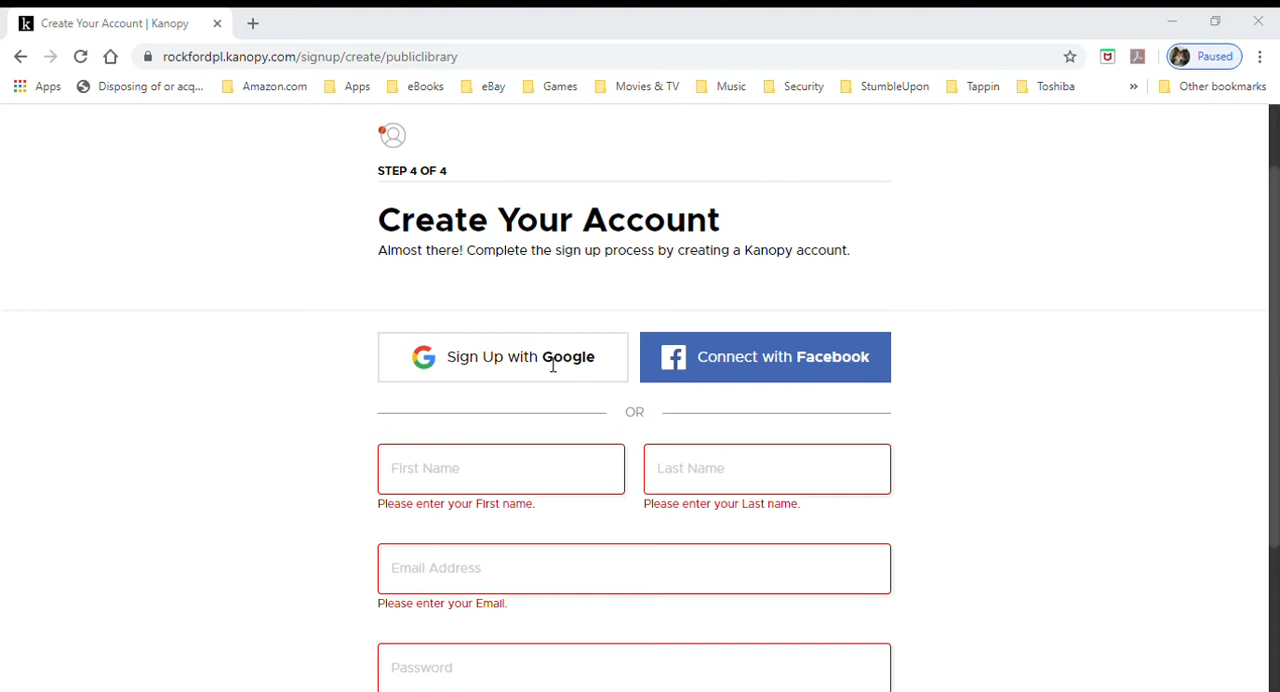 k Create Your Account | Kanopy
rockfordpl.kanopy.com/signup/create/publiclibrary
Paused
Apps Disposing of or acq... Amazon.com Apps eBooks eBay Games Movies & TV Music Security StumbleUpon Tappin Toshiba » Other bookmarks
STEP 4 OF 4
Create Your Account
Almost there! Complete the sign up process by creating a Kanopy account.
Sign Up with Google
Connect with Facebook
OR
First Name
Last Name
Please enter your First name.
Please enter your Last name.
Email Address
Please enter your Email.
Password